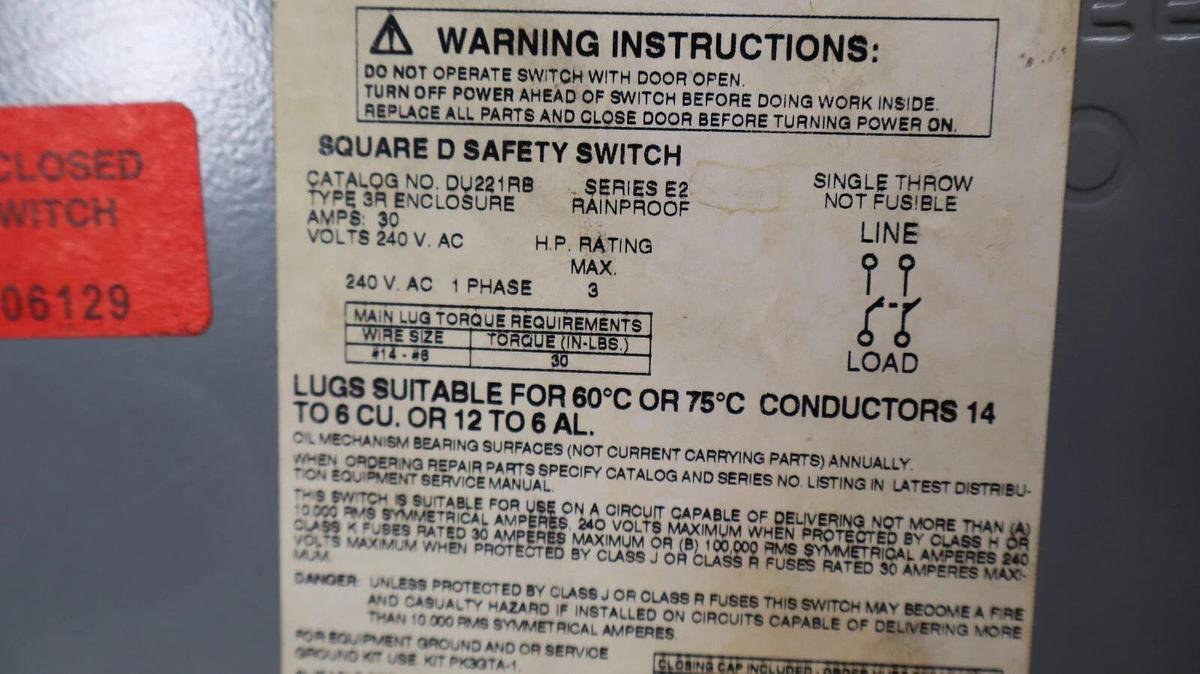 CLOSED
WITCH
06129
WARNING INSTRUCTIONS:
DO NOT OPERATE SWITCH WITH DOOR OPEN.
TURN OFF POWER AHEAD OF SWITCH BEFORE DOING WORK INSIDE.
REPLACE ALL PARTS AND CLOSE DOOR BEFORE TURNING POWER ON.
SQUARE D SAFETY SWITCH
CATALOG NO. DU221RB SERIES E2
TYPE 3R ENCLOSURE RAINPROOF
AMPS: 30
VOLTS 240 V. AC H.P. RATING
MAX.
240 V. AC 1 PHASE 3
SINGLE THROW
NOT FUSIBLE
LINE
LOAD
MAIN LUG TORQUE REQUIREMENTS
WIRE SIZE TORQUE (IN-LBS.)
#14 - #6 30
LUGS SUITABLE FOR 60°C OR 75°C CONDUCTORS 14
TO 6 CU. OR 12 TO 6 AL.
OIL MECHANISM BEARING SURFACES (NOT CURRENT CARRYING PARTS) ANNUALLY.
WHEN ORDERING REPAIR PARTS SPECIFY CATALOG AND SERIES NO. LISTING IN LATEST DISTRIBU-
TION EQUIPMENT SERVICE MANUAL.
THIS SWITCH IS SUITABLE FOR USE ON A CIRCUIT CAPABLE OF DELIVERING NOT MORE THAN (A)
10,000 RMS SYMMETRICAL AMPERES, 240 VOLTS MAXIMUM WHEN PROTECTED BY CLASS H OR
CLASS K FUSES RATED 30 AMPERES MAXIMUM OR (B) 100,000 RMS SYMMETRICAL AMPERES 240
VOLTS MAXIMUM WHEN PROTECTED BY CLASS J OR CLASS R FUSES RATED 30 AMPERES MAXI-
MUM.
DANGER: UNLESS PROTECTED BY CLASS J OR CLASS R FUSES THIS SWITCH MAY BECOME A FIRE
AND CASUALTY HAZARD IF INSTALLED ON CIRCUITS CAPABLE OF DELIVERING MORE
THAN 10,000 RMS SYMMETRICAL AMPERES.
FOR EQUIPMENT GROUND AND OR SERVICE
GROUND KIT USE KIT PK3GTA-1.
CLOSING CAP INCLUDED - ORDER HUBS